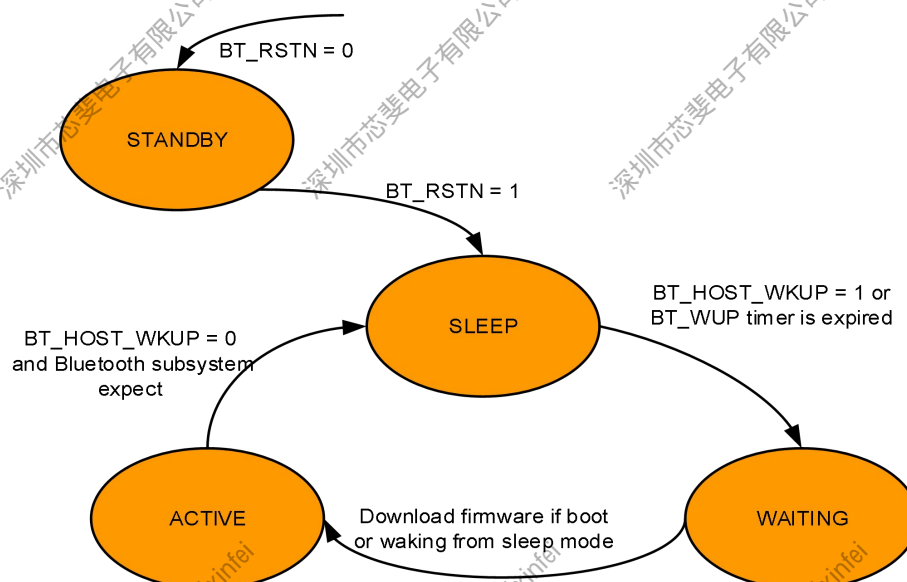 BT_RSTN = 0
深圳市芯斐电子有限公司
深圳市芯斐电子有限公司
深圳市芯斐电子有限公司
STANDBY
BT_RSTN = 1
BT_HOST_WKUP = 1 or
BT_WUP timer is expired
SLEEP
BT_HOST_WKUP = 0
and Bluetooth subsystem
expect
ACTIVE
Download firmware if boot
or waking from sleep mode
WAITING